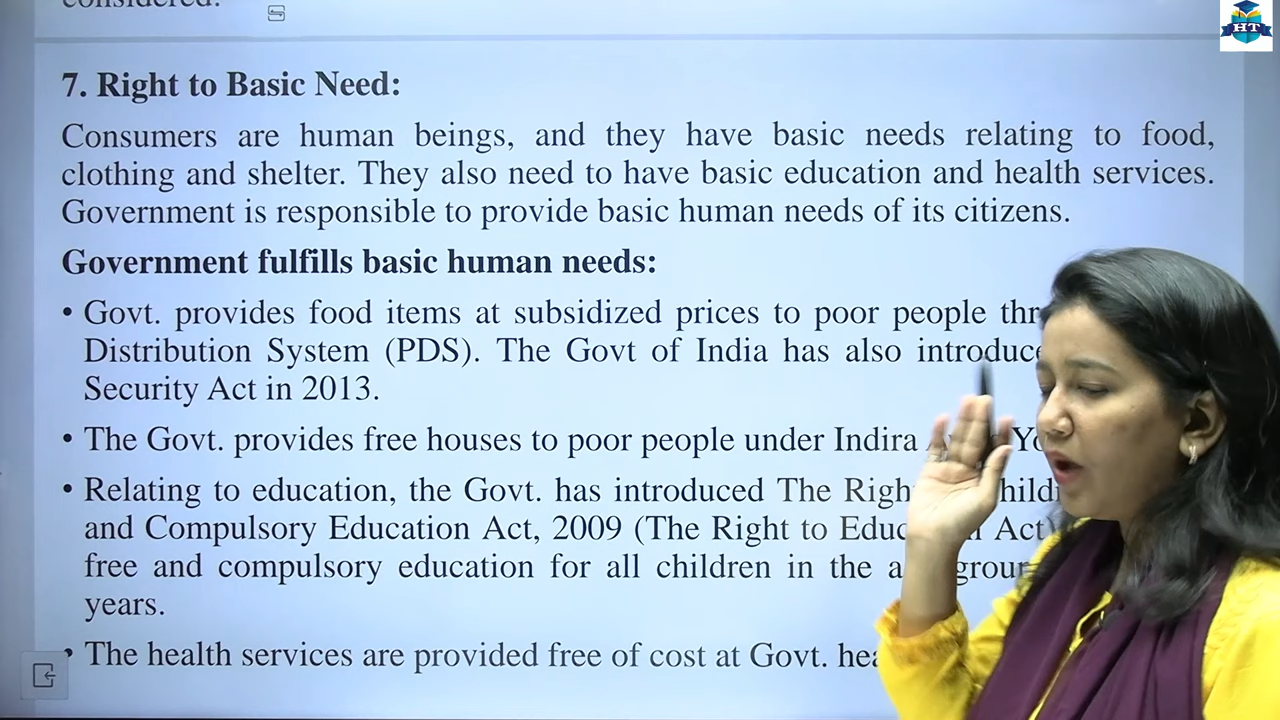 considered.
HT
7. Right to Basic Need:
Consumers are human beings, and they have basic needs relating to food,
clothing and shelter. They also need to have basic education and health services.
Government is responsible to provide basic human needs of its citizens.
Government fulfills basic human needs:
• Govt. provides food items at subsidized prices to poor people
Distribution System (PDS). The Govt of India has also
Security Act in 2013.
• The Govt. provides free houses to poor people under Indira
• Relating to education, the Govt. has introduced The
and Compulsory Education Act, 2009 (The Right to Act)
free and compulsory education for all children in the
years.
• The health services are provided free of cost at Govt.